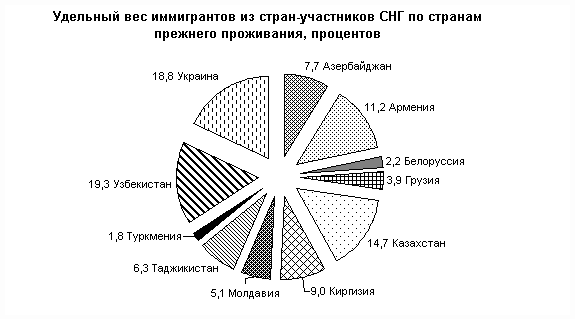 Удельный вес иммигрантов из стран-участников СНГ по странам
прежнего проживания, процентов
7,7 Азербайджан
18,8 Украина
11,2 Армения
2,2 Белоруссия
3,9 Грузия
19,3 Узбекистан
14,7 Казахстан
1,8 Туркмения
6,3 Таджикистан
5,1 Молдавия
9,0 Киргизия